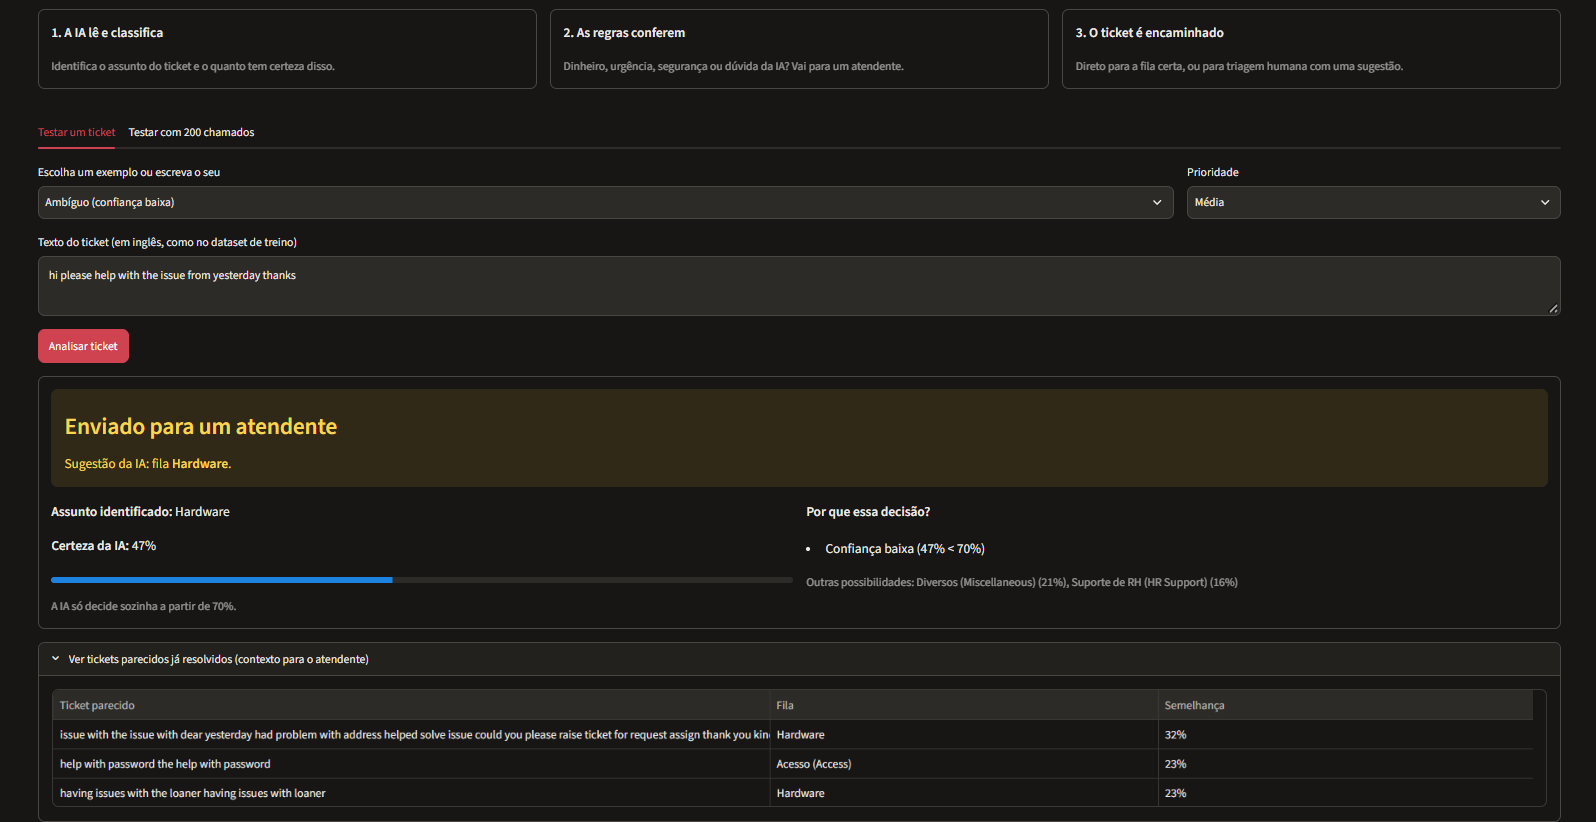 1. A IA lê e classifica
Identifica o assunto do ticket e o quanto tem certeza disso.
2. As regras conferem
Dinheiro, urgência, segurança ou dúvida da IA? Vai para um atendente.
3. O ticket é encaminhado
Direto para a fila certa, ou para triagem humana com uma sugestão.
Testar um ticket
Testar com 200 chamados
Escolha um exemplo ou escreva o seu
Prioridade
Ambíguo (confiança baixa)
Média
Texto do ticket (em inglês, como no dataset de treino)
hi please help with the issue from yesterday thanks
Analisar ticket
Enviado para um atendente
Sugestão da IA: fila Hardware.
Assunto identificado: Hardware
Certeza da IA: 47%
A IA só decide sozinha a partir de 70%.
Por que essa decisão?
• Confiança baixa (47% < 70%)
Outras possibilidades: Diversos (Miscellaneous) (21%), Suporte de RH (HR Support) (16%)
Ver tickets parecidos já resolvidos (contexto para o atendente)
Ticket parecido Fila Semelhança
issue with the issue with dear yesterday had problem with address helped solve issue could you please raise ticket for request assign thank you kin Hardware 32%
help with password the help with password Acesso (Access) 23%
having issues with the loaner having issues with loaner Hardware 23%